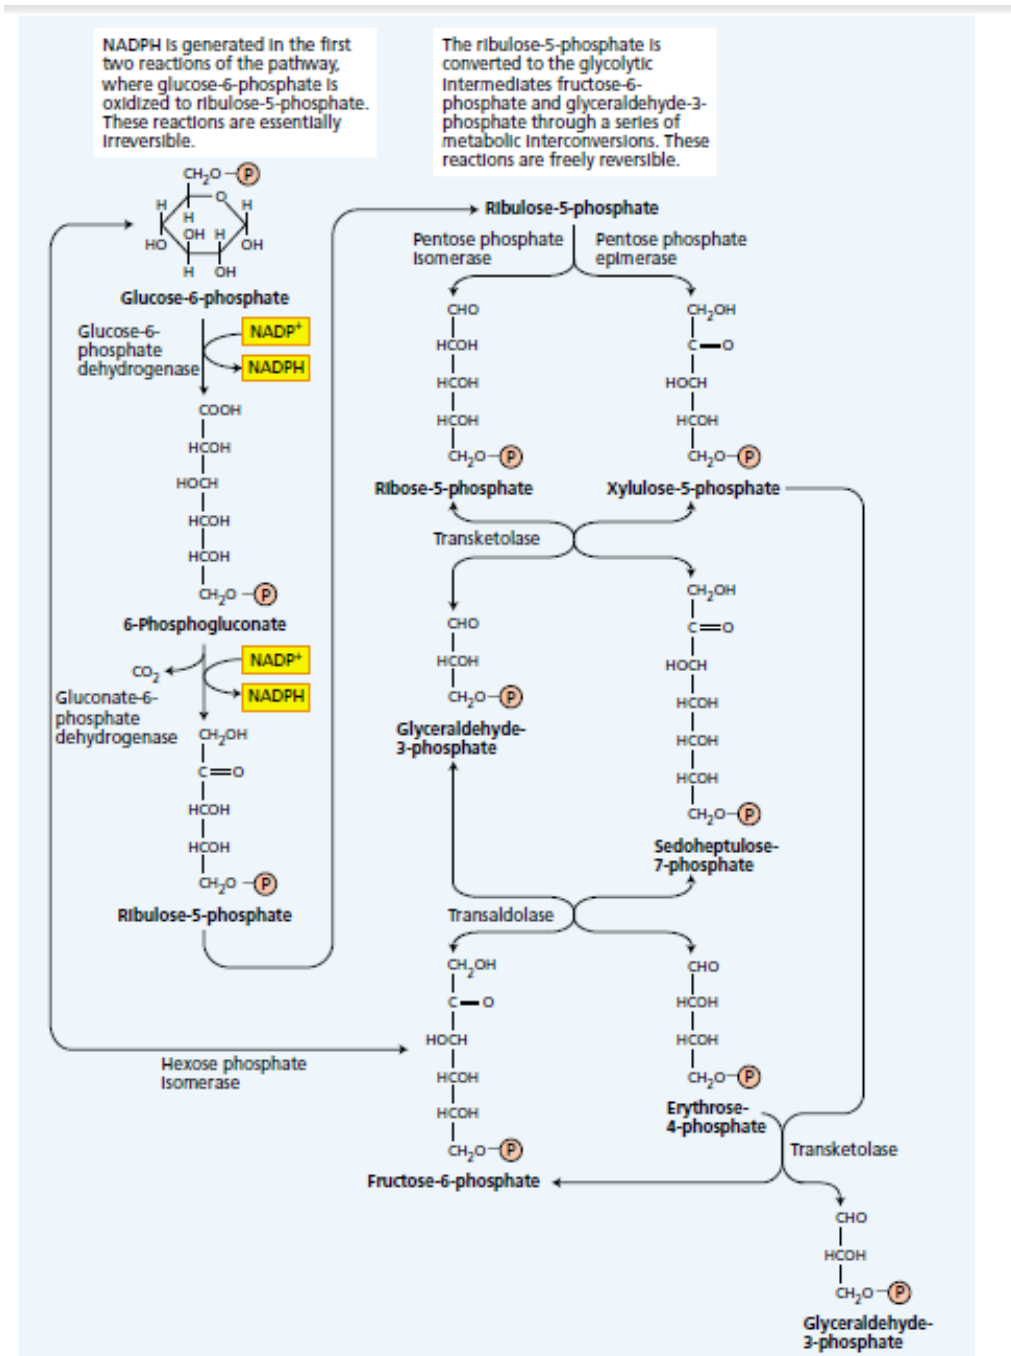 NADPH is generated in the first
two reactions of the pathway,
where glucose-6-phosphate is
oxidized to ribulose-5-phosphate.
These reactions are essentially
irreversible.
The ribulose-5-phosphate is
converted to the glycolytic
intermediates fructose-6-
phosphate and glyceraldehyde-3-
phosphate through a series of
metabolic interconversions. These
reactions are freely reversible.
CH₂O P
O
H H
H
OH H
HO OH
H OH
Glucose-6-phosphate
Glucose-6-
phosphate
dehydrogenase
NADP⁺
NADPH
COOH
HCOH
HOCH
HCOH
HCOH
CH₂O P
6-Phosphogluconate
CO₂
NADP⁺
NADPH
Gluconate-6-
phosphate
dehydrogenase
CH₂OH
C=O
HCOH
HCOH
CH₂O P
Ribulose-5-phosphate
Ribulose-5-phosphate
Pentose phosphate
isomerase
Pentose phosphate
epimerase
CHO
HCOH
HCOH
HCOH
CH₂O P
Ribose-5-phosphate
CH₂OH
C—O
HOCH
HCOH
CH₂O P
Xylulose-5-phosphate
Transketolase
CHO
HCOH
CH₂O P
Glyceraldehyde-
3-phosphate
CH₂OH
C=O
HOCH
HCOH
HCOH
HCOH
CH₂O P
Sedoheptulose-
7-phosphate
Transaldolase
CH₂OH
C—O
HOCH
HCOH
HCOH
CH₂O P
Fructose-6-phosphate
CHO
HCOH
HCOH
CH₂O P
Erythrose-
4-phosphate
Hexose phosphate
isomerase
Transketolase
CHO
HCOH
CH₂O P
Glyceraldehyde-
3-phosphate